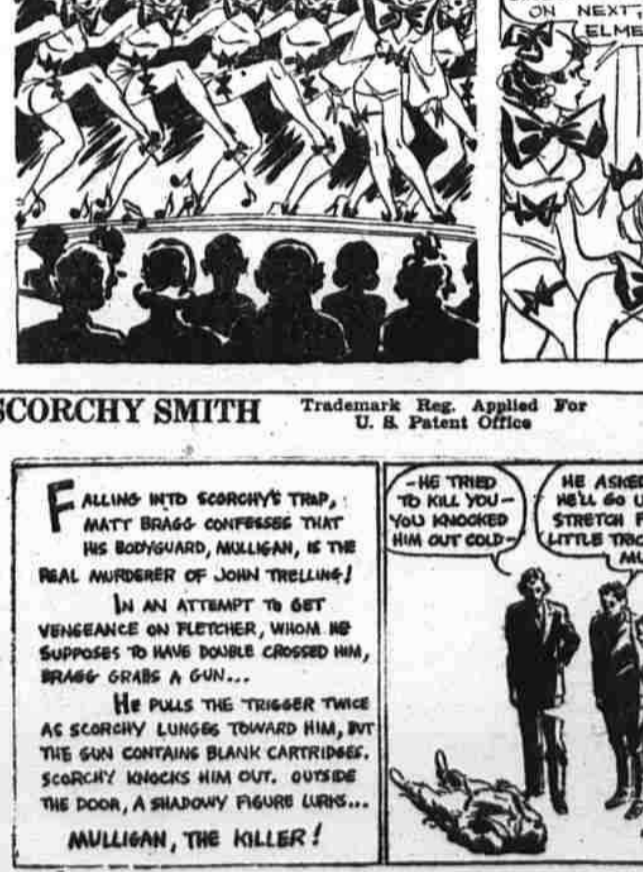 ON NEXT
ELME
SCORCHY SMITH
Trademark Reg. Applied For
U. S. Patent Office
FALLING INTO SCORCHY'S TRAP,
MATT BRAGG CONFESSES THAT
HIS BODYGUARD, MULLIGAN, IS THE
REAL MURDERER OF JOHN TRELLING!
IN AN ATTEMPT TO GET
VENGEANCE ON FLETCHER, WHOM HE
SUPPOSES TO HAVE DOUBLE CROSSED HIM,
BRAGG GRABS A GUN...
HE PULLS THE TRIGGER TWICE
AS SCORCHY LUNGES TOWARD HIM, BUT
THE GUN CONTAINS BLANK CARTRIDGES.
SCORCHY KNOCKS HIM OUT. OUTSIDE
THE DOOR, A SHADOWY FIGURE LURKS...
MULLIGAN, THE KILLER!
-HE TRIED
TO KILL YOU-
YOU KNOCKED
HIM OUT COLD-
HE ASKED
HE'LL GO U
STRETCH F
LITTLE TRIC
MU